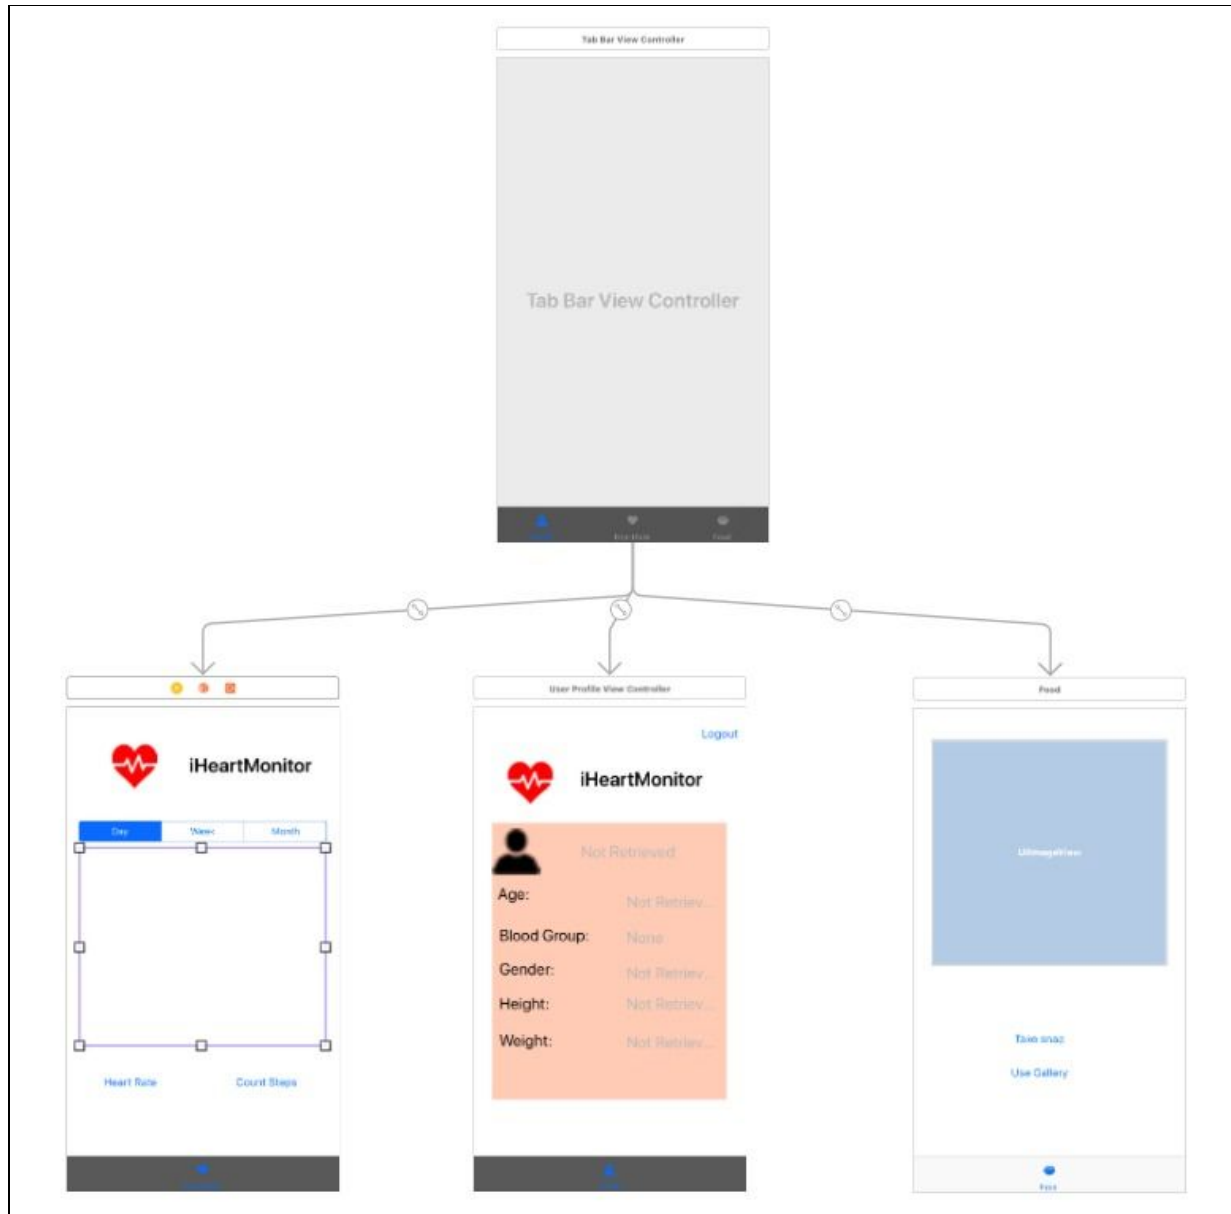 Tab Bar View Controller
Tab Bar View Controller
Food
User Profile View Controller
Food
iHeartMonitor
Day Week Month
Heart Rate Count Steps
Logout
iHeartMonitor
Not Retrieved
Age: Not Retriev...
Blood Group: None
Gender: Not Retriev...
Height: Not Retriev...
Weight: Not Retriev...
UIImageView
Take snap
Use Gallery
Food